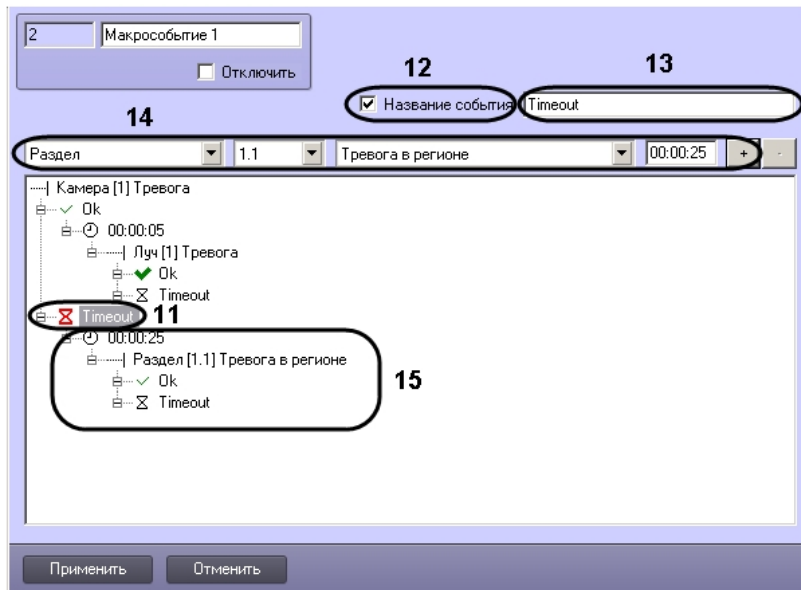 2 Макрособытие 1
Отключить
12 13
Название события Timeout
14
Раздел 1.1 Тревога в регионе 00:00:25 + -
Камера [1] Тревога
Ok
00:00:05
Луч [1] Тревога
Ok
Timeout
Timeout 11
00:00:25
Раздел [1.1] Тревога в регионе
Ok 15
Timeout
Применить Отменить